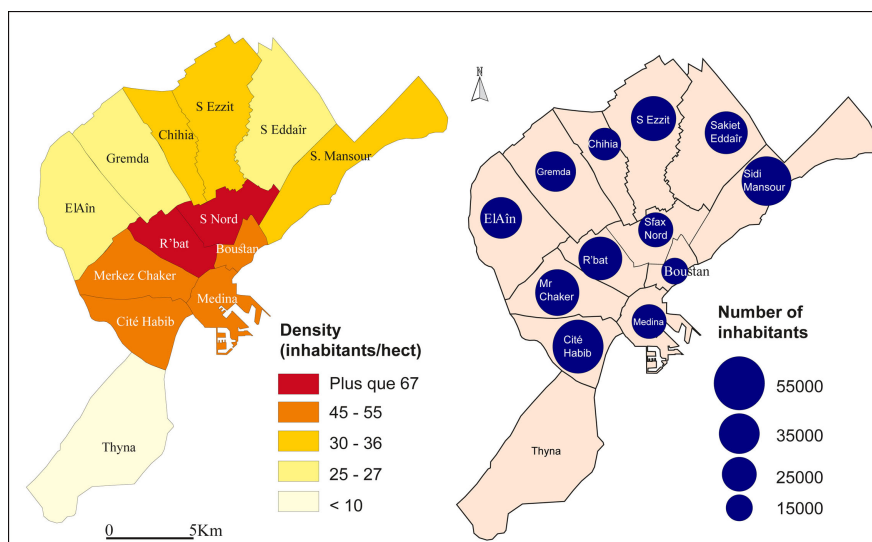 S Ezzit
Chihia
S Eddaîr
Gremda
S. Mansour
ElAîn
S Nord
R'bat
Boustan
Merkez Chaker
Medina
Cité Habib
Thyna
Density
(inhabitants/hect)
Plus que 67
45 - 55
30 - 36
25 - 27
< 10
0 5Km
N
S Ezzit
Sakiet
Eddaîr
Chihia
Gremda
Sidi
Mansour
ElAîn
Sfax
Nord
R'bat
Boustan
Mr
Chaker
Medina
Cité
Habib
Thyna
Number of
inhabitants
55000
35000
25000
15000